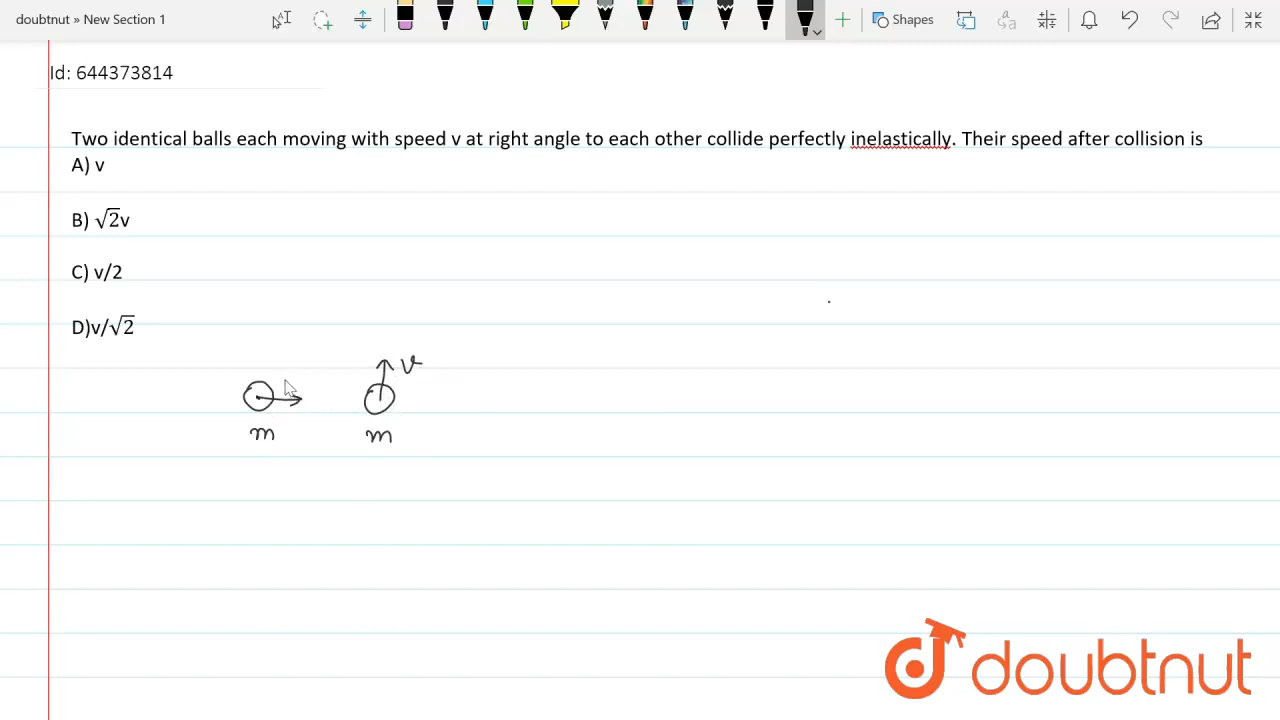 doubtnut » New Section 1
Shapes
Id: 644373814
Two identical balls each moving with speed v at right angle to each other collide perfectly inelastically. Their speed after collision is
A) v
B) √2v
C) v/2
D)v/√2
v
m m
doubtnut